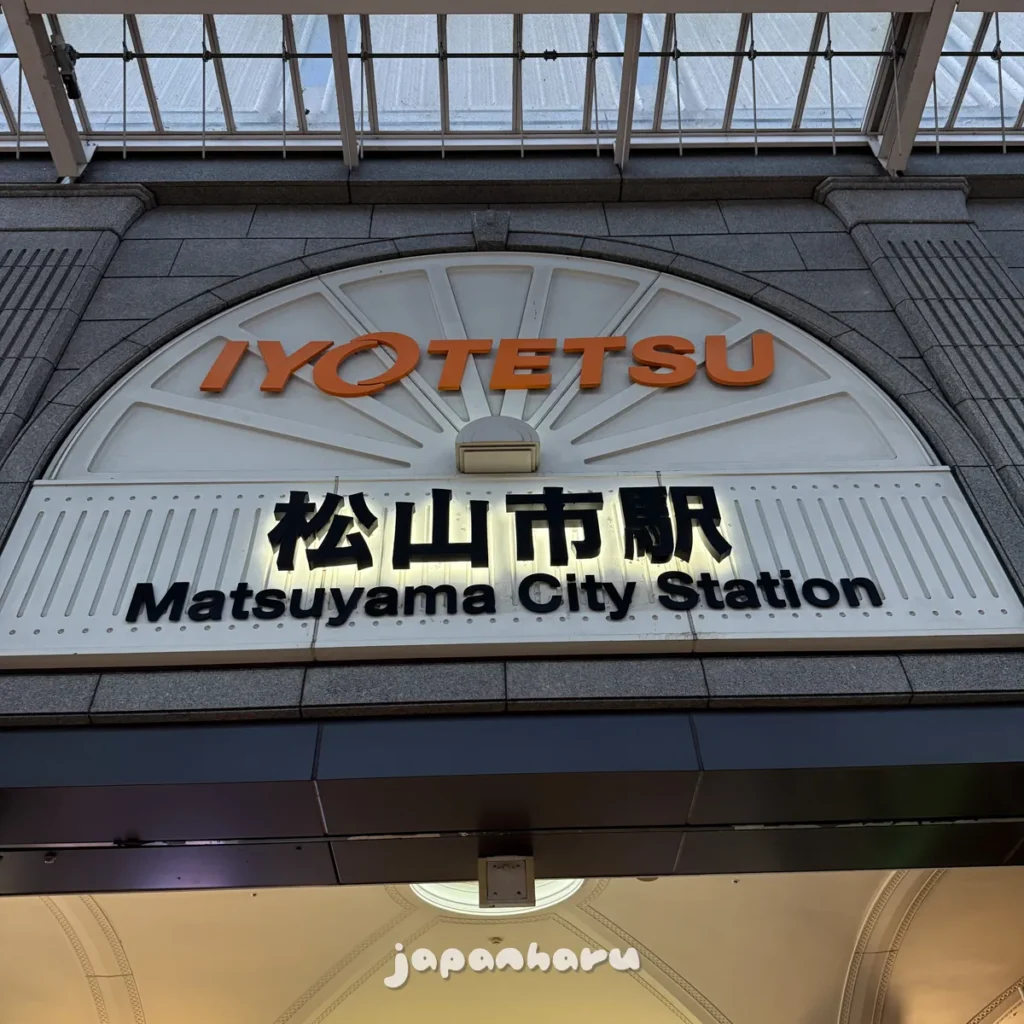 IYOTETSU
松山市駅
Matsuyama City Station
japanharu